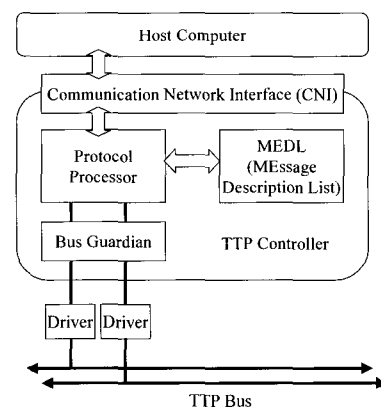 Host Computer
Communication Network Interface (CNI)
Protocol
Processor
MEDL
(MEssage
Description List)
Bus Guardian
TTP Controller
Driver
Driver
TTP Bus